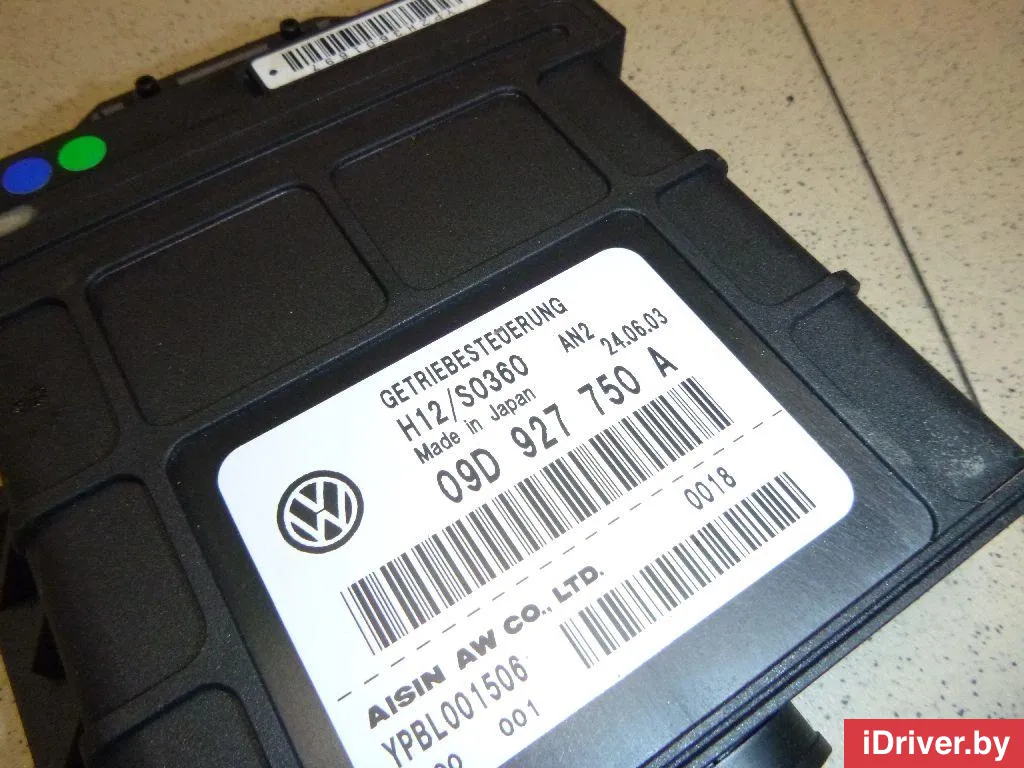 GETRIEBESTEUERUNG
H12/S0360 AN2
Made in Japan 24.06.03
09D 927 750 A
0018
AISIN AW CO., LTD.
YPBL001506
001
iDriver.by